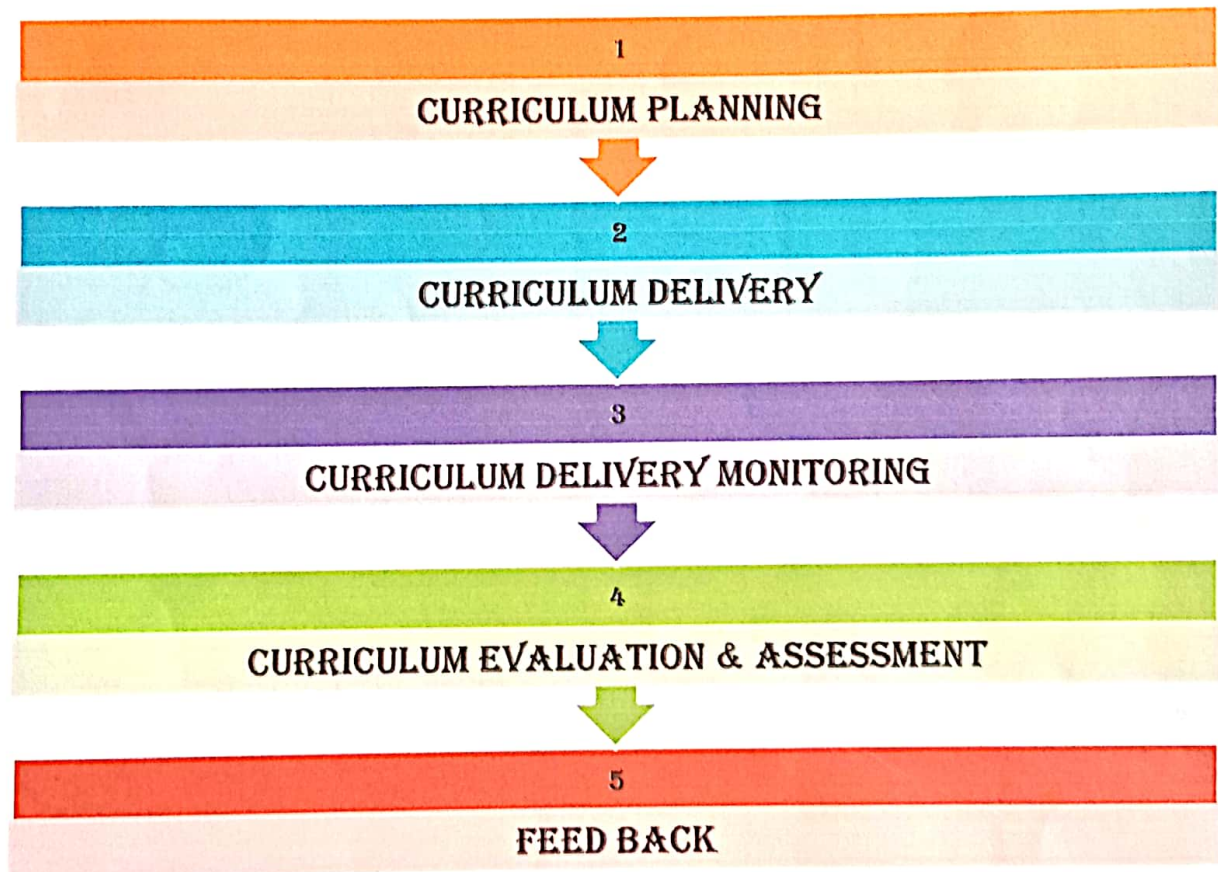 1
CURRICULUM PLANNING
2
CURRICULUM DELIVERY
3
CURRICULUM DELIVERY MONITORING
4
CURRICULUM EVALUATION & ASSESSMENT
5
FEED BACK